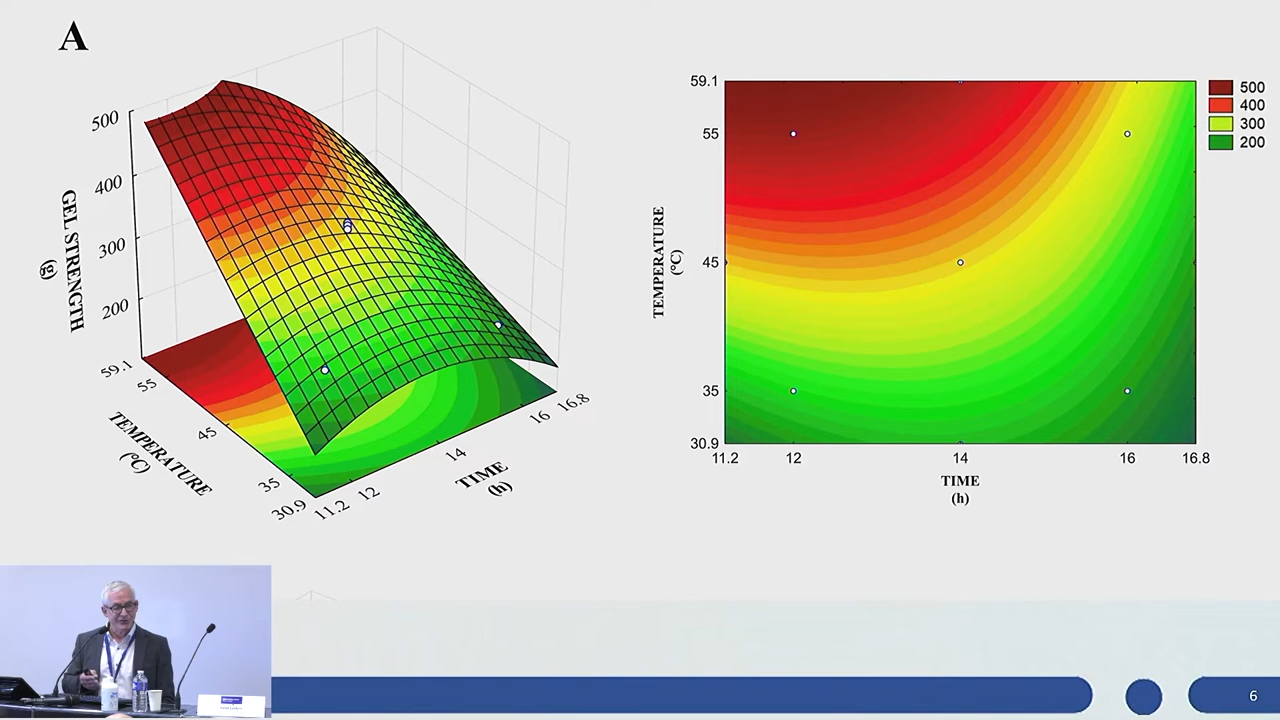 A
500
400
300
200
GEL STRENGTH
(g)
59.1
55
45
35
30.9
TEMPERATURE
(°C)
11.2
12
14
16
16.8
TIME
(h)
59.1
55
45
35
30.9
TEMPERATURE
(°C)
11.2
12
14
16
16.8
TIME
(h)
500
400
300
200
6